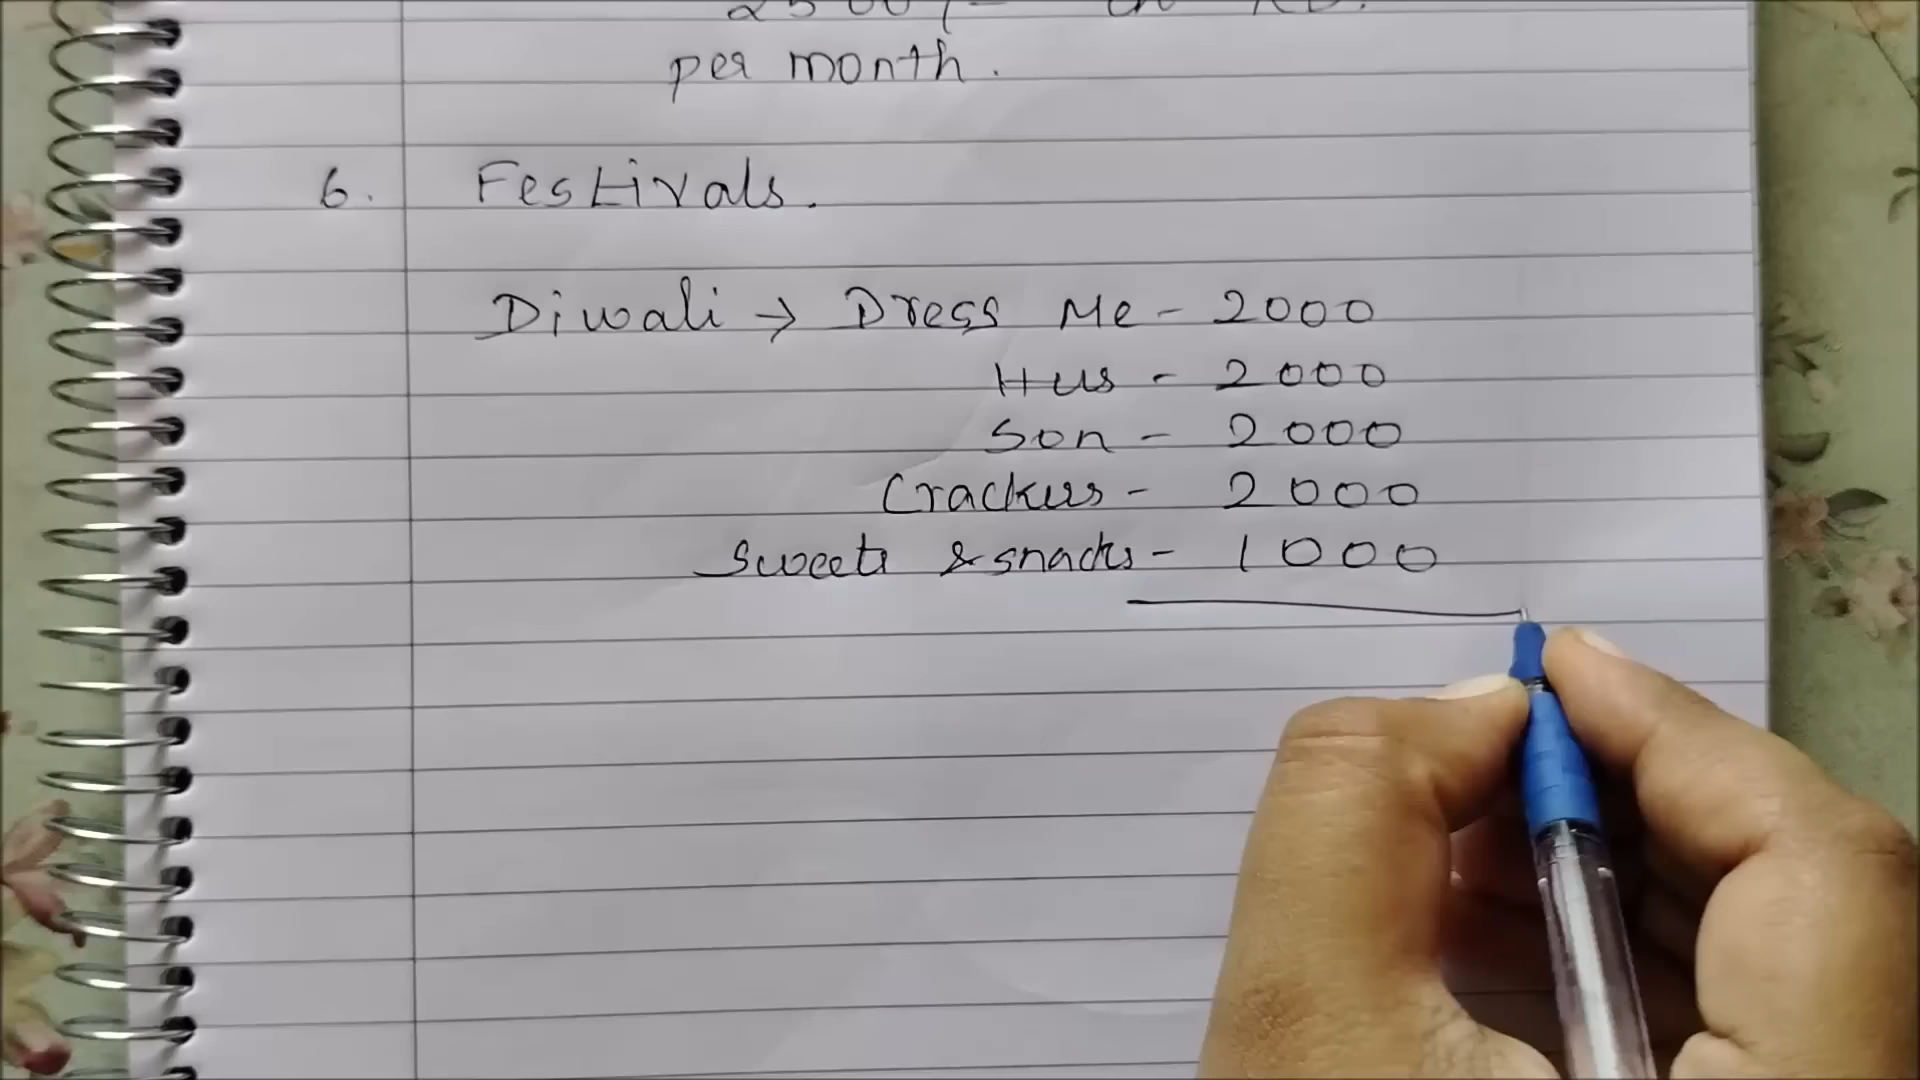 per month.
6. Festivals.
Diwali → Dress Me - 2000
Hus - 2000
Son - 2000
Crackers - 2000
Sweets & snacks - 1000